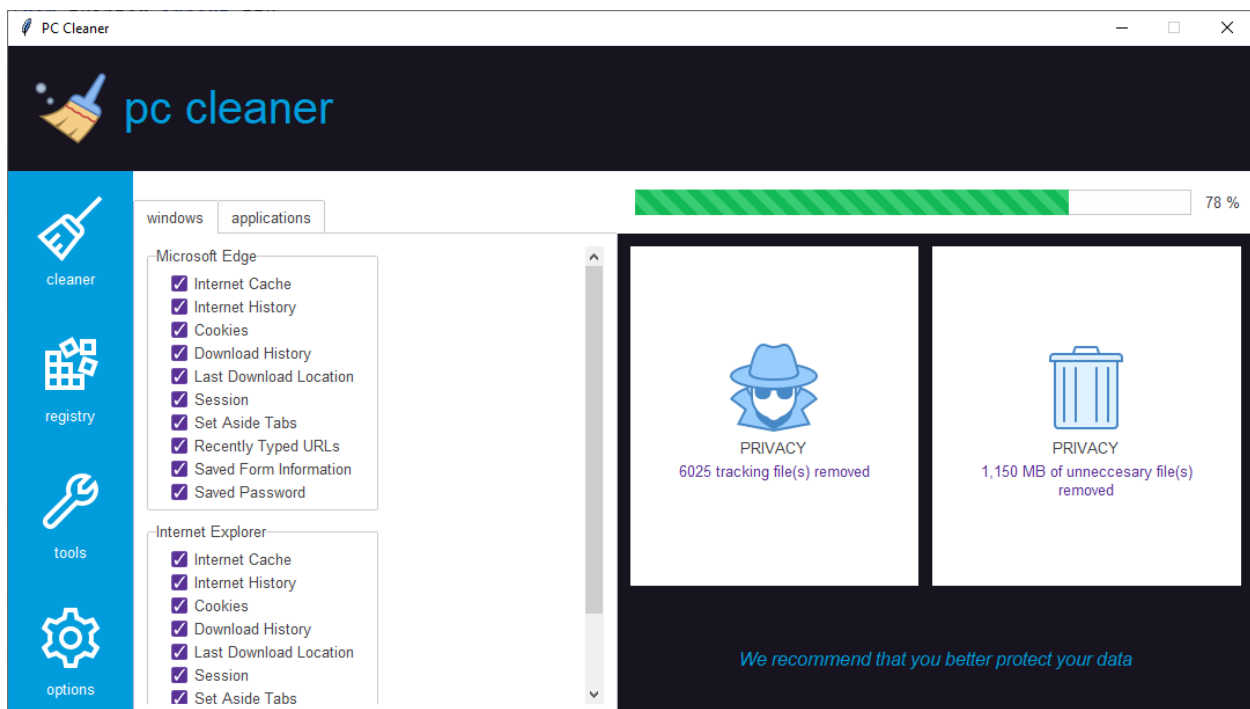 PC Cleaner
pc cleaner
cleaner
registry
tools
options
windows
applications
Microsoft Edge
Internet Cache
Internet History
Cookies
Download History
Last Download Location
Session
Set Aside Tabs
Recently Typed URLs
Saved Form Information
Saved Password
Internet Explorer
Internet Cache
Internet History
Cookies
Download History
Last Download Location
Session
Set Aside Tabs
78 %
PRIVACY
6025 tracking file(s) removed
PRIVACY
1,150 MB of unneccesary file(s)
removed
We recommend that you better protect your data